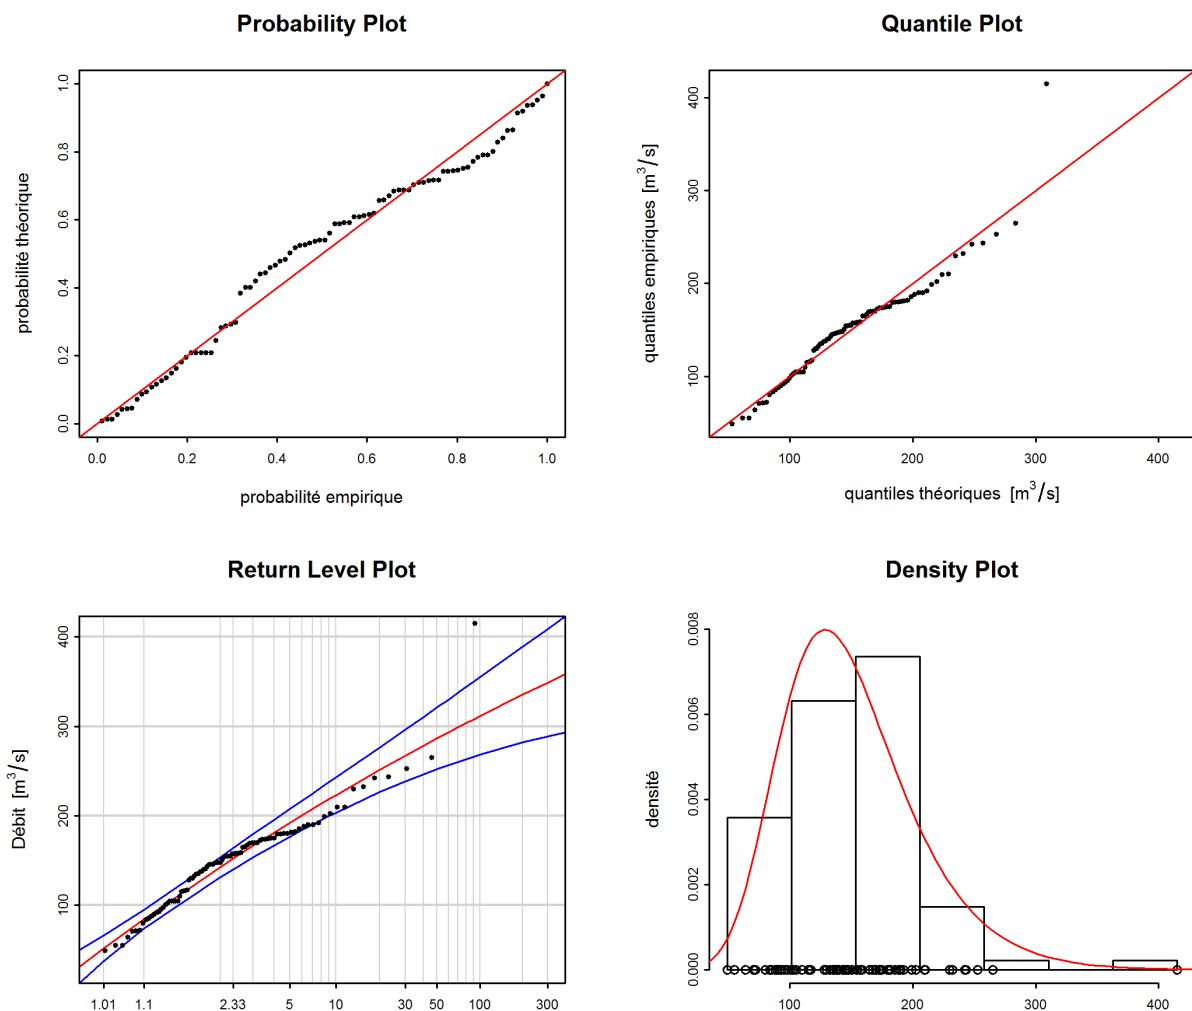 Probability Plot
probabilité théorique
0.0 0.2 0.4 0.6 0.8 1.0
0.0 0.2 0.4 0.6 0.8 1.0
probabilité empirique
Quantile Plot
quantiles empiriques [m³/s]
100 200 300 400
100 200 300 400
quantiles théoriques [m³/s]
Return Level Plot
Débit [m³/s]
100 200 300 400
1.01 1.1 2.33 5 10 30 50 100 300
Density Plot
densité
0.000 0.002 0.004 0.006 0.008
100 200 300 400